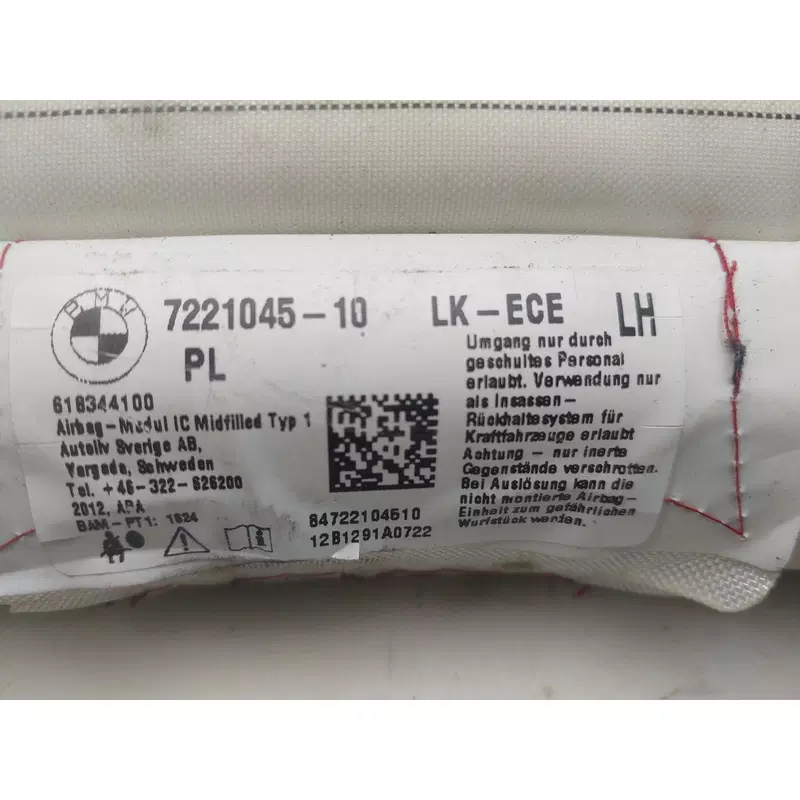 BMW
7221045-10 LK-ECE LH
PL
618344100
Airbag-Modul IC Midfilled Typ 1
Autoliv Sverige AB,
Vargada, Schweden
Tel. +46-322-626200
2012, APA
BAM-PT1: 1624
84722104510
12B1291A0722
Umgang nur durch
geschultes Personal
erlaubt. Verwendung nur
als Insassen-
Rückhaltesystem für
Kraftfahrzeuge erlaubt
Achtung - nur inerte
Gegenstände verschrotten.
Bei Auslösung kann die
nicht montierte Airbag-
Einheit zum gefährlichen
Wurfstück werden.